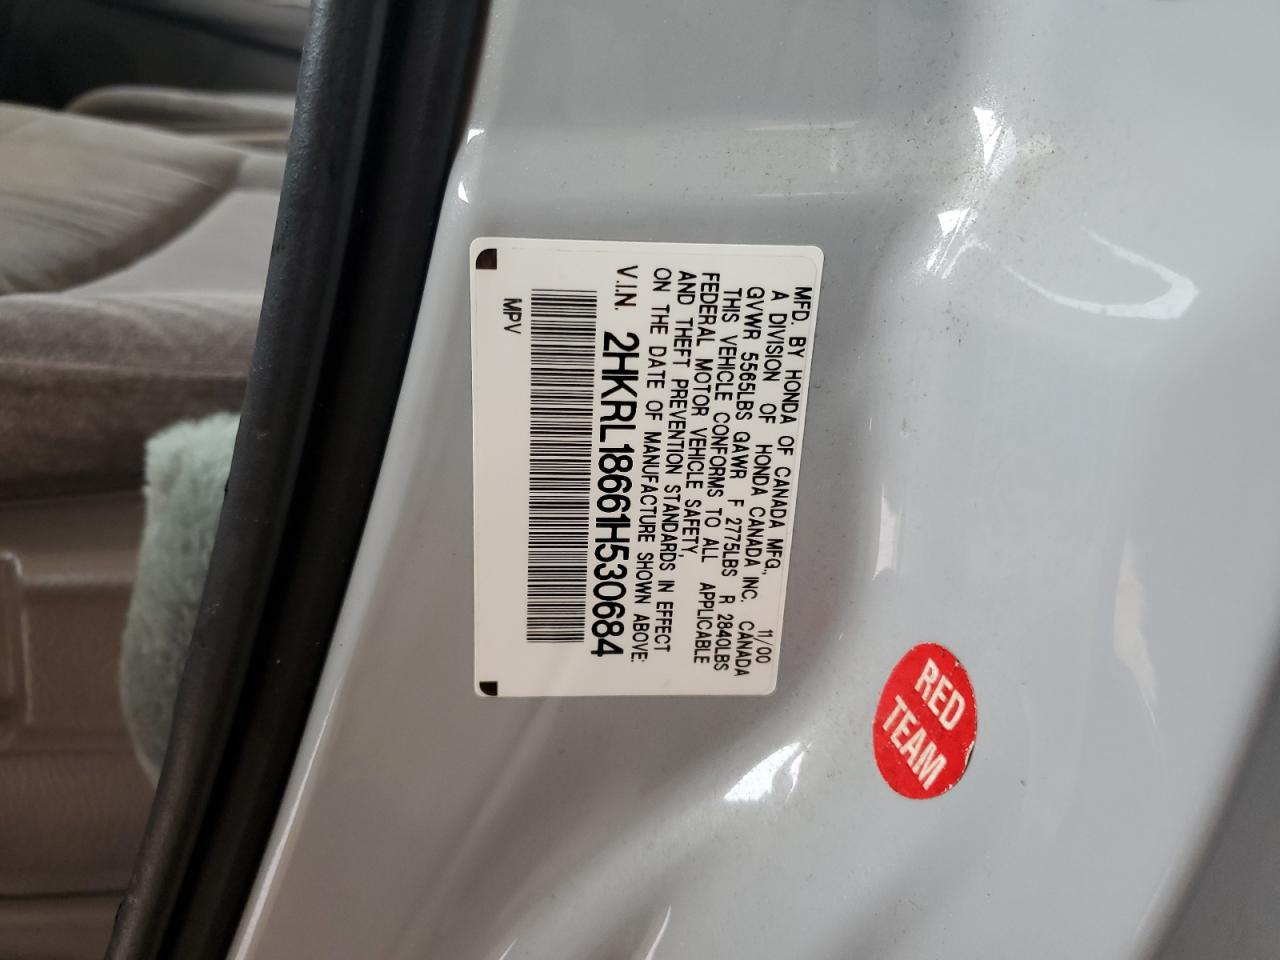 MFD. BY HONDA OF CANADA MFG., 11/00
A DIVISION OF HONDA CANADA INC. CANADA
GVWR 5565LBS GAWR F 2775LBS R 2840LBS
THIS VEHICLE CONFORMS TO ALL APPLICABLE
FEDERAL MOTOR VEHICLE SAFETY,
AND THEFT PREVENTION STANDARDS IN EFFECT
ON THE DATE OF MANUFACTURE SHOWN ABOVE:
V.I.N. 2HKRL18661H530684
MPV
RED
TEAM